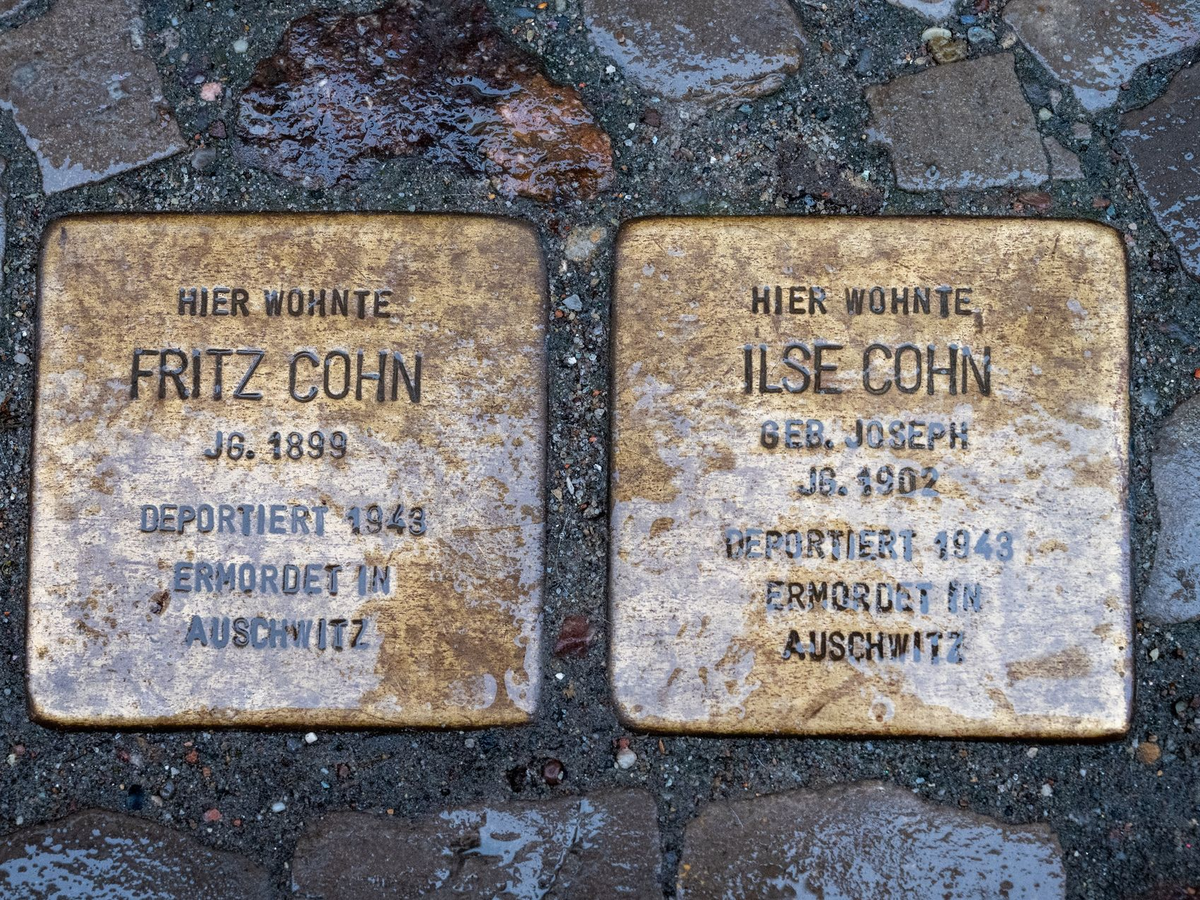 HIER WOHNTE
FRITZ COHN
JG. 1899
DEPORTIERT 1943
ERMORDET IN
AUSCHWITZ
HIER WOHNTE
ILSE COHN
GEB. JOSEPH
JG. 1902
DEPORTIERT 1943
ERMORDET IN
AUSCHWITZ